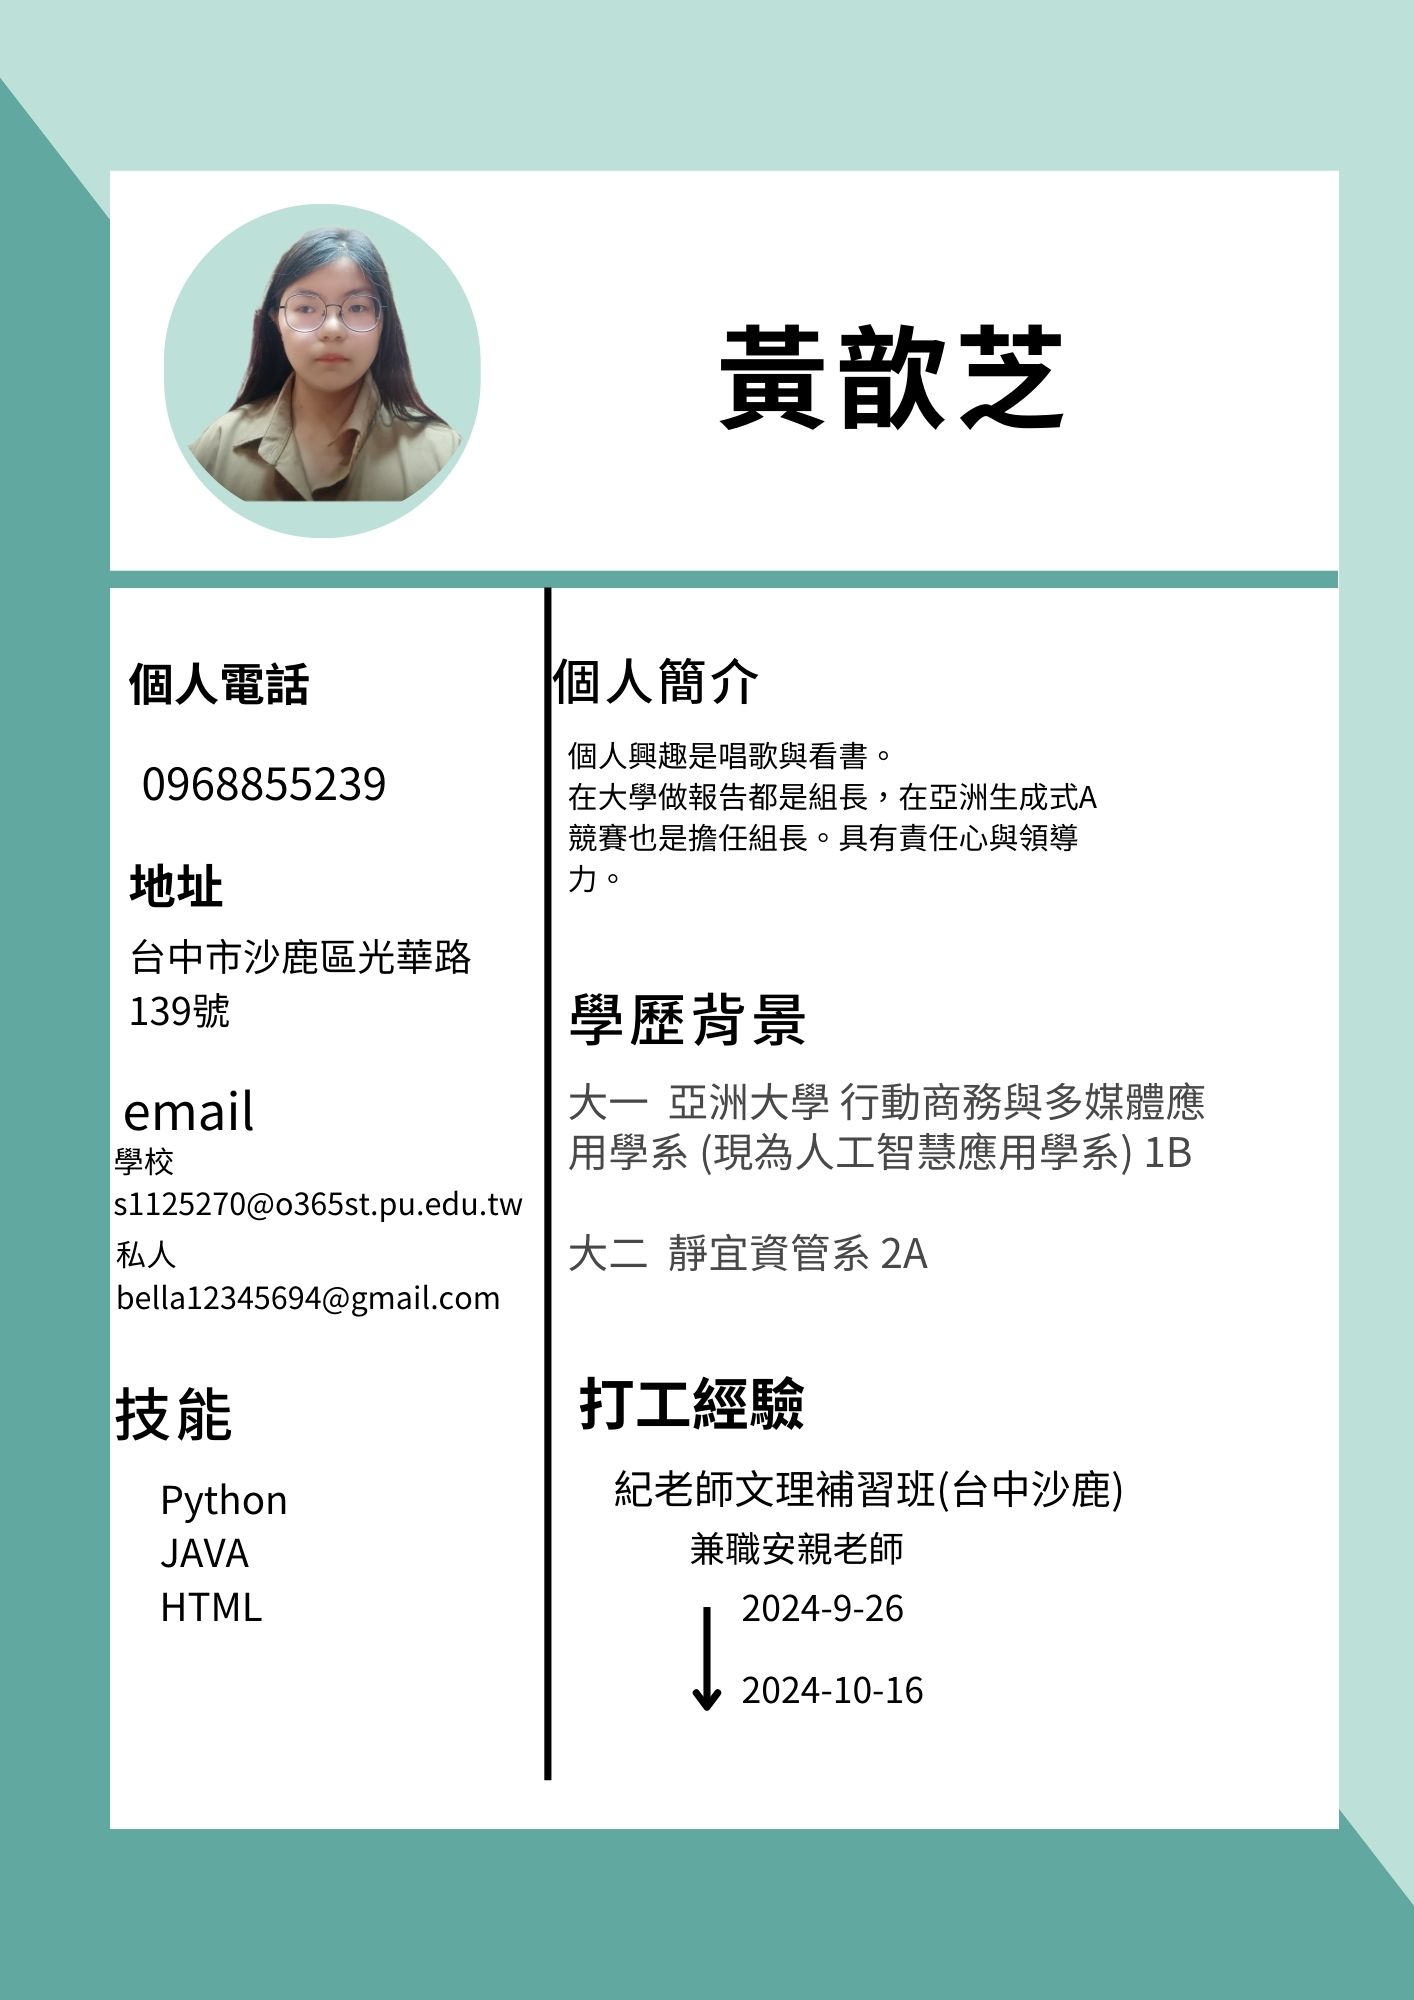 黃歆芝
個人電話
0968855239
地址
台中市沙鹿區光華路
139號
email
學校
s1125270@o365st.pu.edu.tw
私人
bella12345694@gmail.com
技能
Python
JAVA
HTML
個人簡介
個人興趣是唱歌與看書。
在大學做報告都是組長，在亞洲生成式A
競賽也是擔任組長。具有責任心與領導
力。
學歷背景
大一 亞洲大學 行動商務與多媒體應
用學系 (現為人工智慧應用學系) 1B
大二 靜宜資管系 2A
打工經驗
紀老師文理補習班(台中沙鹿)
兼職安親老師
2024-9-26
2024-10-16